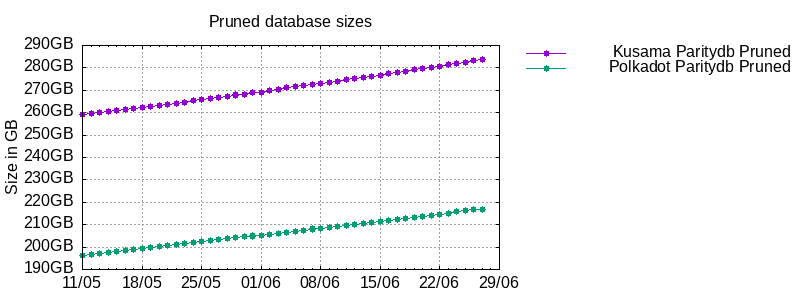 Pruned database sizes
Kusama Paritydb Pruned
Polkadot Paritydb Pruned
Size in GB
290GB
280GB
270GB
260GB
250GB
240GB
230GB
220GB
210GB
200GB
190GB
11/05 18/05 25/05 01/06 08/06 15/06 22/06 29/06